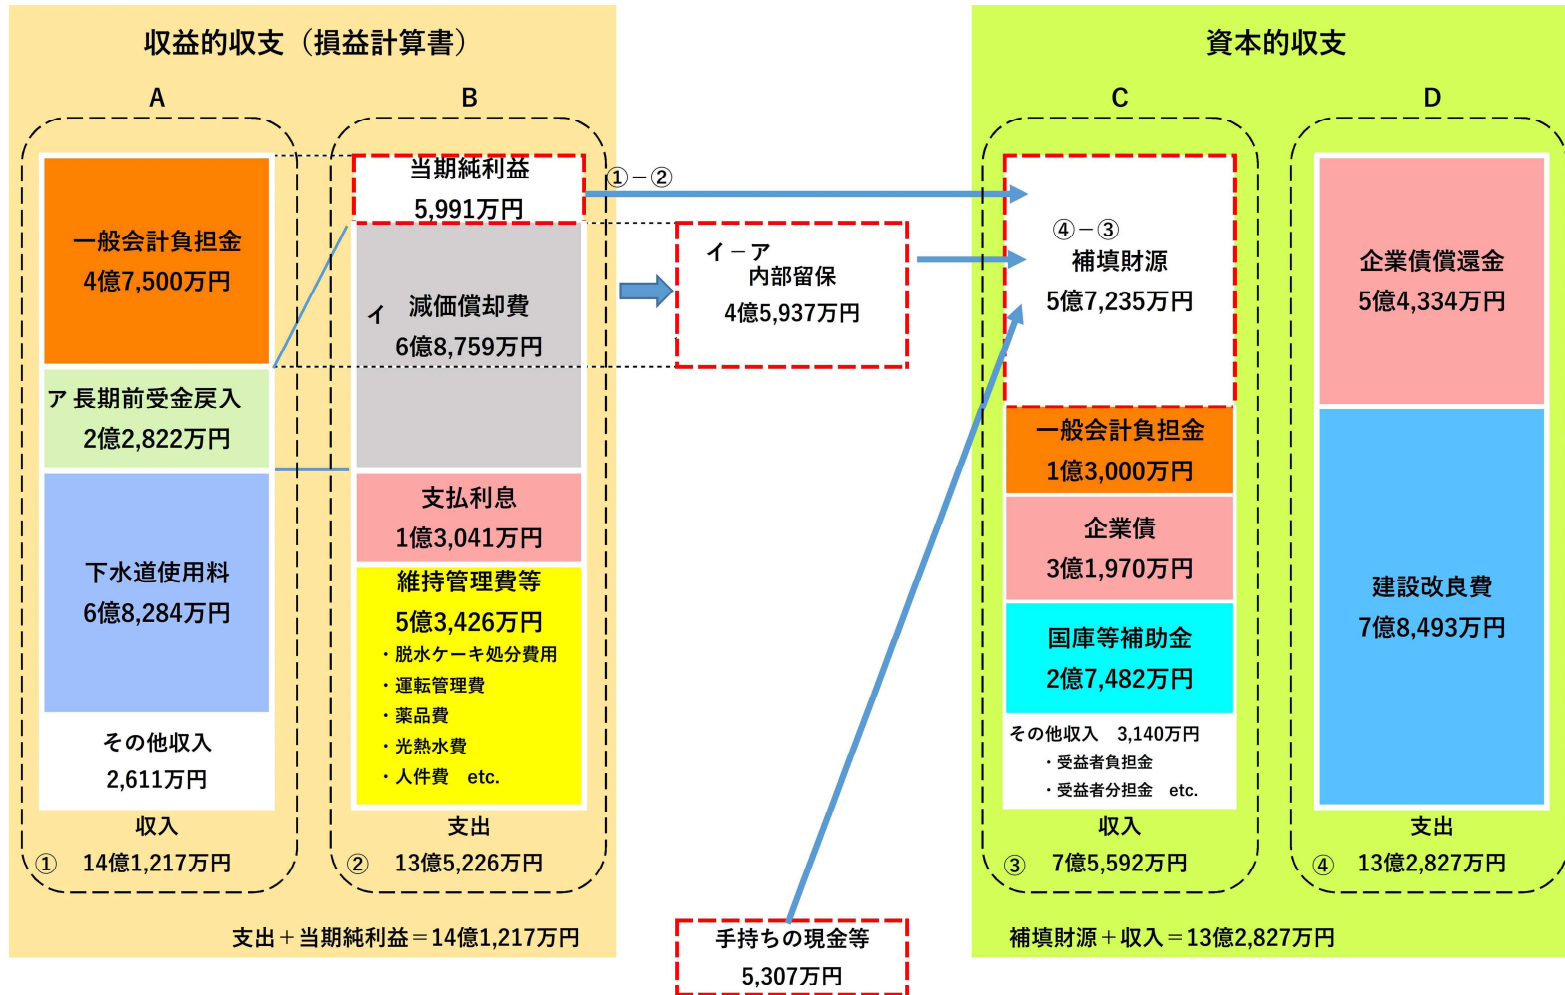 収益的収支（損益計算書）
A
B
一般会計負担金
4億7,500万円
ア 長期前受金戻入
2億2,822万円
下水道使用料
6億8,284万円
その他収入
2,611万円
収入
① 14億1,217万円
当期純利益
5,991万円
イ 減価償却費
6億8,759万円
支払利息
1億3,041万円
維持管理費等
5億3,426万円
・脱水ケーキ処分費用
・運転管理費
・薬品費
・光熱水費
・人件費 etc.
支出
② 13億5,226万円
支出＋当期純利益＝14億1,217万円
①－②
イ－ア
内部留保
4億5,937万円
手持ちの現金等
5,307万円
資本的収支
C
D
④－③
補填財源
5億7,235万円
一般会計負担金
1億3,000万円
企業債
3億1,970万円
国庫等補助金
2億7,482万円
その他収入 3,140万円
・受益者負担金
・受益者分担金 etc.
収入
③ 7億5,592万円
企業債償還金
5億4,334万円
建設改良費
7億8,493万円
支出
④ 13億2,827万円
補填財源＋収入＝13億2,827万円